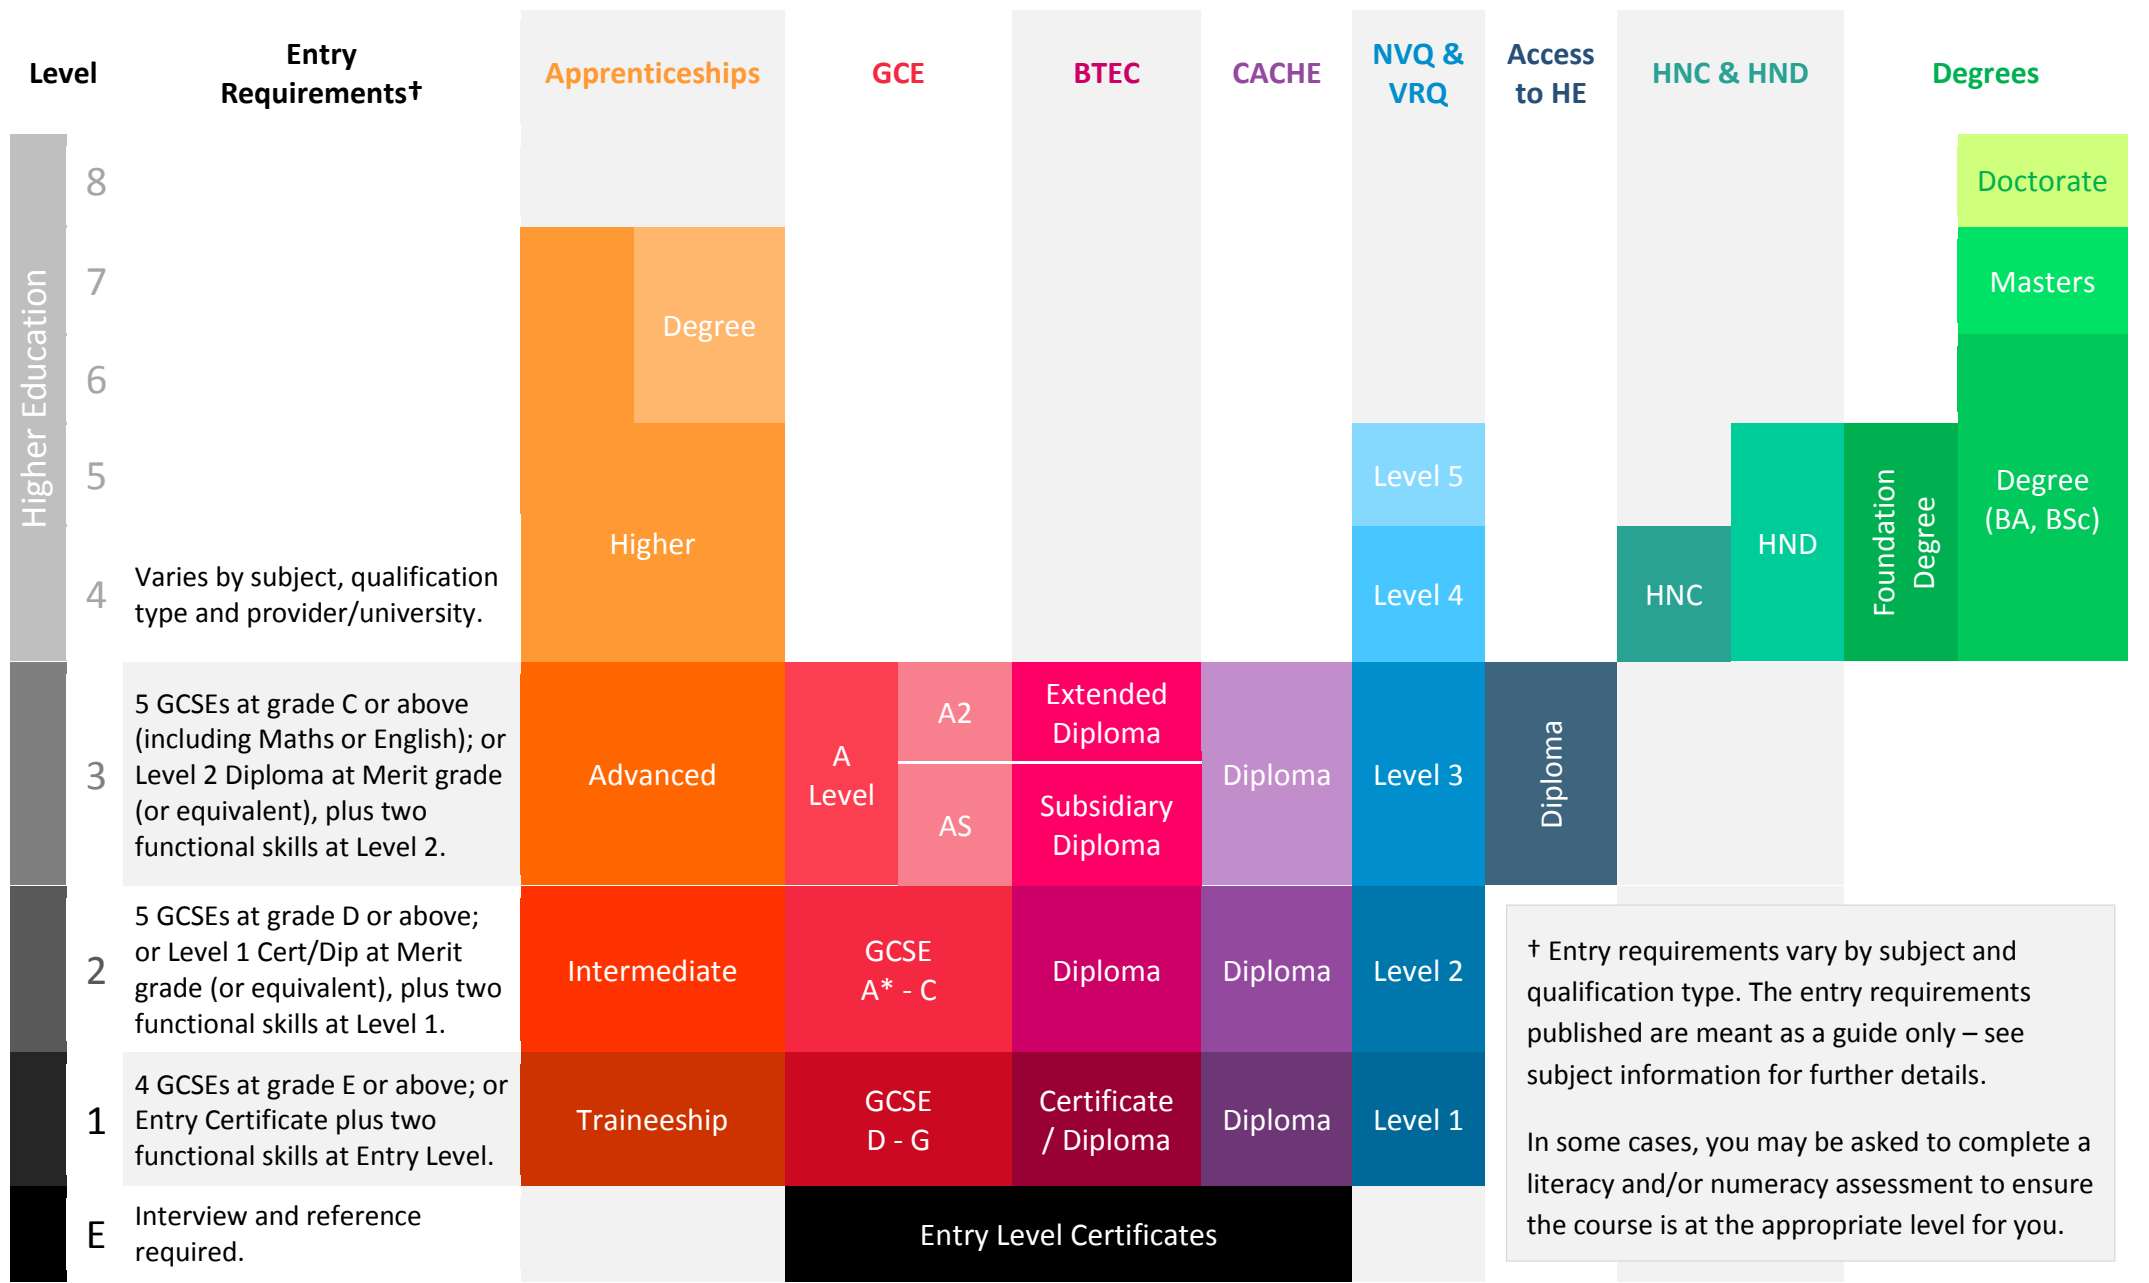 Level
Entry
Requirements†
Apprenticeships
GCE
BTEC
CACHE
NVQ &
VRQ
Access
to HE
HNC & HND
Degrees
Higher Education
8
Doctorate
7
Degree
Masters
6
5
Level 5
Foundation
Degree
Degree
(BA, BSc)
Higher
HND
4
Varies by subject, qualification
type and provider/university.
Level 4
HNC
3
5 GCSEs at grade C or above
(including Maths or English); or
Level 2 Diploma at Merit grade
(or equivalent), plus two
functional skills at Level 2.
Advanced
A
Level
A2
AS
Extended
Diploma
Subsidiary
Diploma
Diploma
Level 3
Diploma
2
5 GCSEs at grade D or above;
or Level 1 Cert/Dip at Merit
grade (or equivalent), plus two
functional skills at Level 1.
Intermediate
GCSE
A* - C
Diploma
Diploma
Level 2
1
4 GCSEs at grade E or above; or
Entry Certificate plus two
functional skills at Entry Level.
Traineeship
GCSE
D - G
Certificate
/ Diploma
Diploma
Level 1
E
Interview and reference
required.
Entry Level Certificates
† Entry requirements vary by subject and
qualification type. The entry requirements
published are meant as a guide only – see
subject information for further details.
In some cases, you may be asked to complete a
literacy and/or numeracy assessment to ensure
the course is at the appropriate level for you.